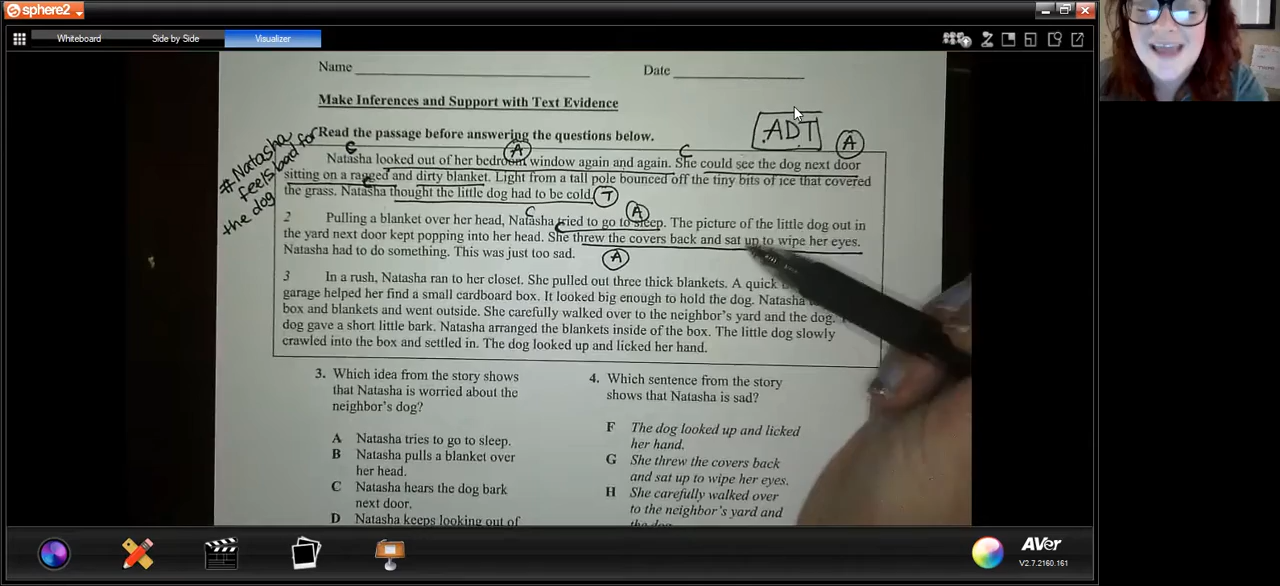 sphere2
Whiteboard
Side by Side
Visualizer
Name
Date
Make Inferences and Support with Text Evidence
ADT
A
Read the passage before answering the questions below.
#Natasha
feels bad for
the dog
C
A
C
Natasha looked out of her bedroom window again and again. She could see the dog next door
sitting on a ragged and dirty blanket. Light from a tall pole bounced off the tiny bits of ice that covered
the grass. Natasha thought the little dog had to be cold. T
C
A
2 Pulling a blanket over her head, Natasha tried to go to sleep. The picture of the little dog out in
the yard next door kept popping into her head. She threw the covers back and sat up to wipe her eyes.
Natasha had to do something. This was just too sad.
A
3 In a rush, Natasha ran to her closet. She pulled out three thick blankets. A quick
garage helped her find a small cardboard box. It looked big enough to hold the dog. Natasha
box and blankets and went outside. She carefully walked over to the neighbor's yard and the dog.
dog gave a short little bark. Natasha arranged the blankets inside of the box. The little dog slowly
crawled into the box and settled in. The dog looked up and licked her hand.
3. Which idea from the story shows
that Natasha is worried about the
neighbor's dog?
A Natasha tries to go to sleep.
B Natasha pulls a blanket over
her head.
C Natasha hears the dog bark
next door.
D Natasha keeps looking out of
4. Which sentence from the story
shows that Natasha is sad?
F The dog looked up and licked
her hand.
G She threw the covers back
and sat up to wipe her eyes.
H She carefully walked over
to the neighbor's yard and
the dog.
AVer
V2.7.2160.161